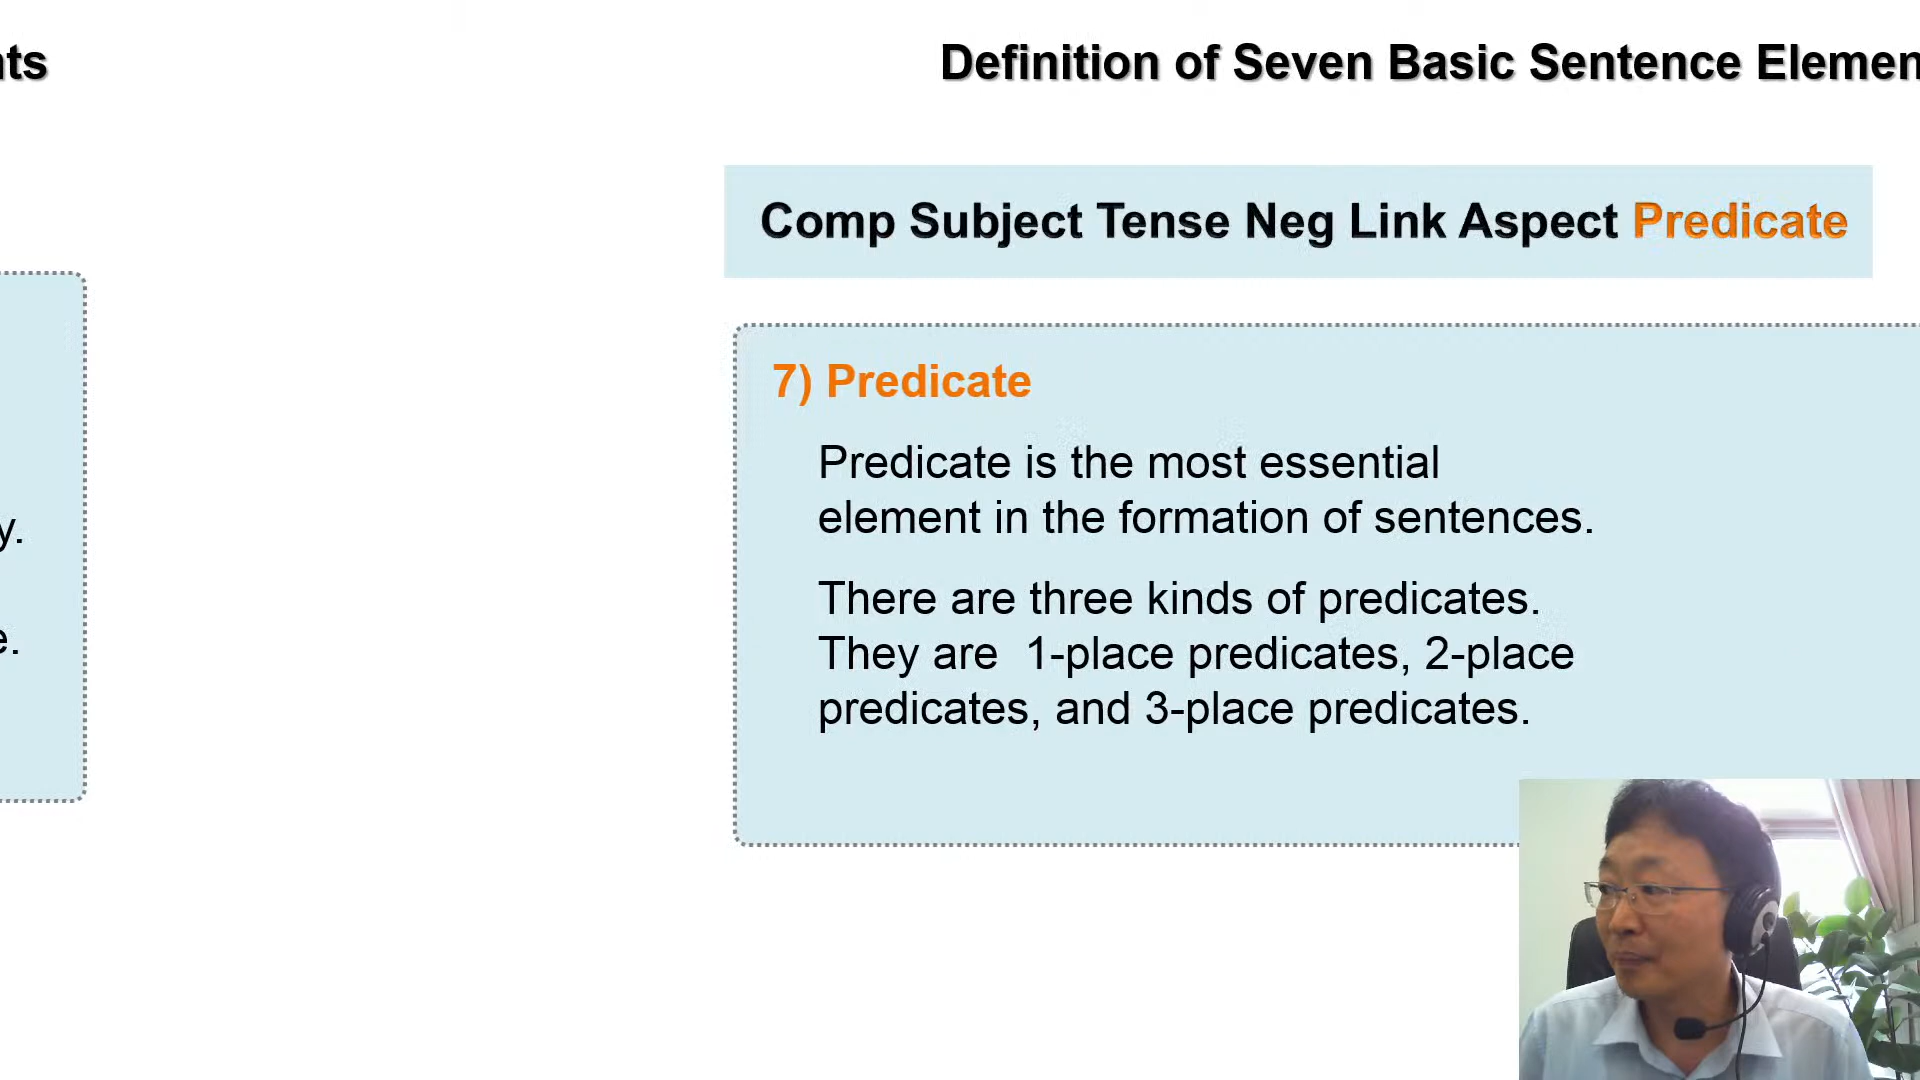 nts
Definition of Seven Basic Sentence Elemen
Comp Subject Tense Neg Link Aspect Predicate
7) Predicate
Predicate is the most essential
element in the formation of sentences.
y.
There are three kinds of predicates.
They are 1-place predicates, 2-place
e.
predicates, and 3-place predicates.